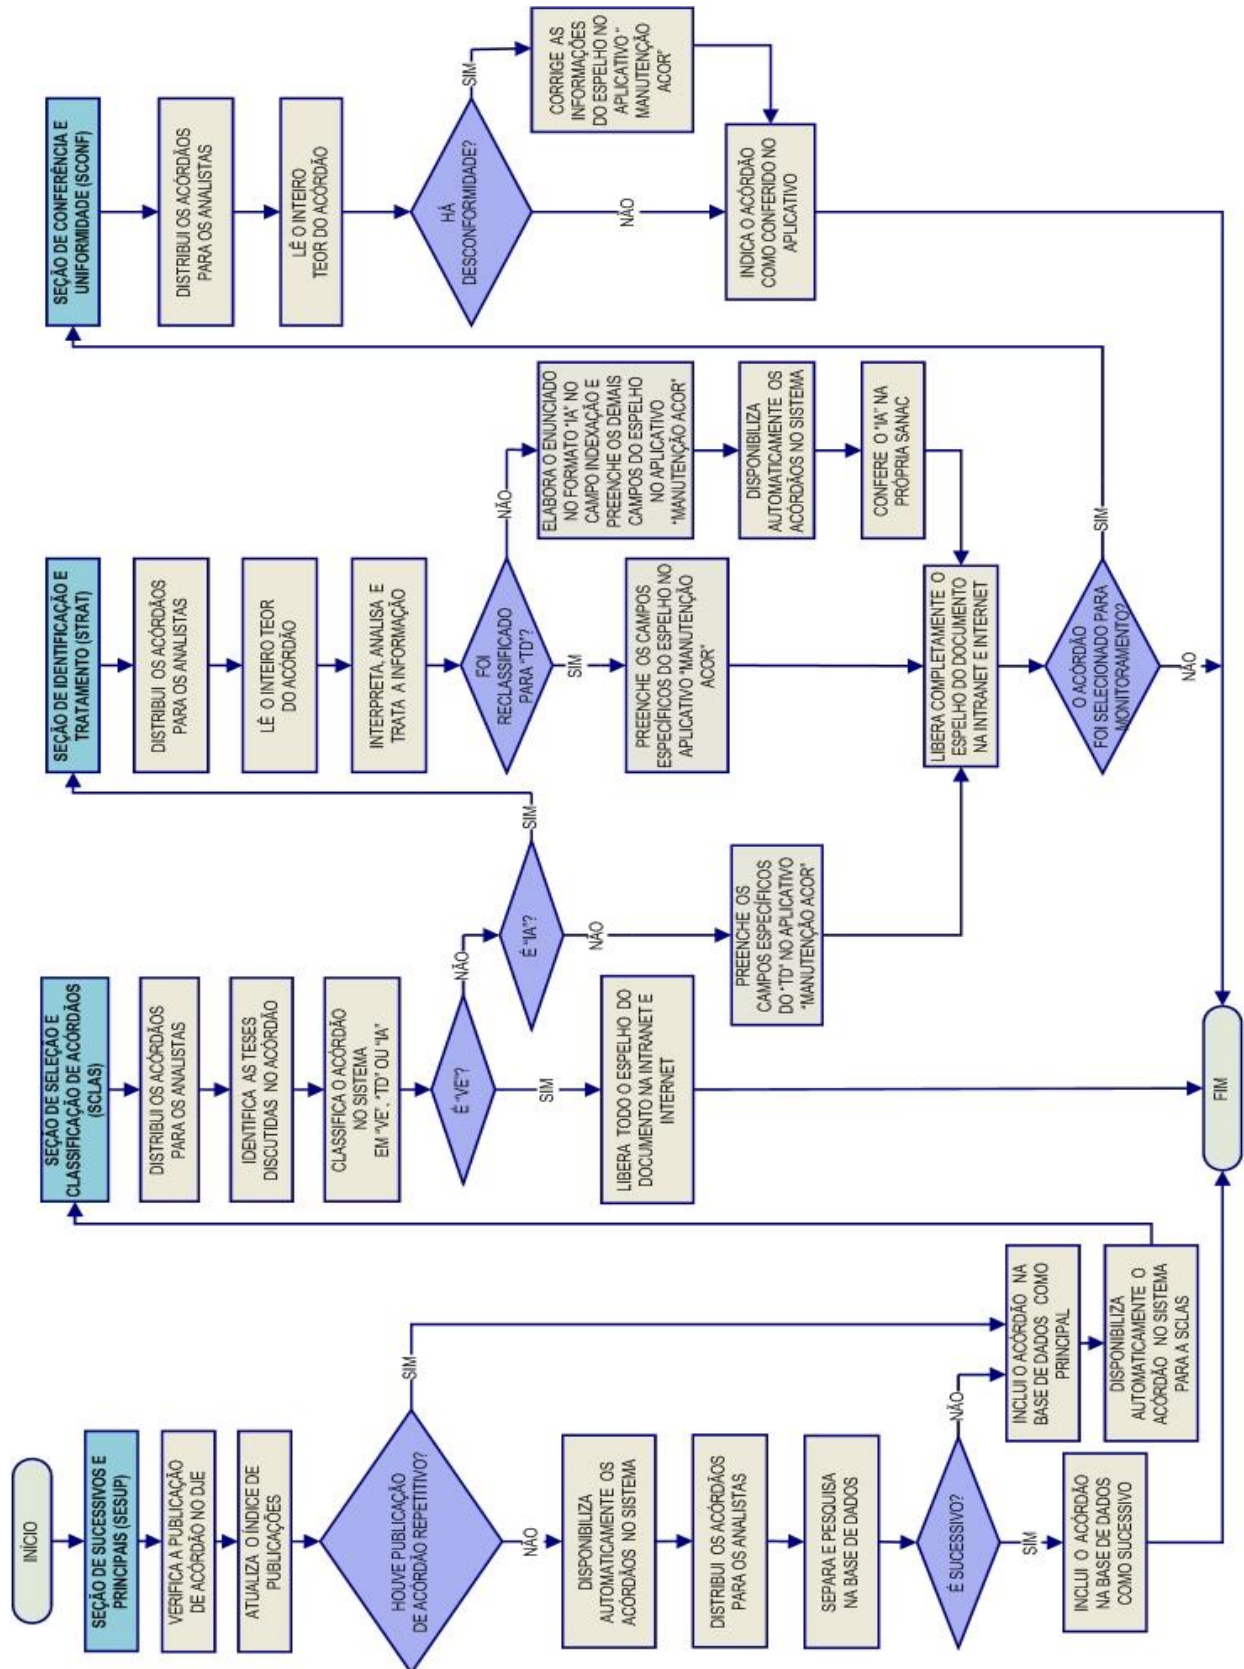 INÍCIO
SEÇÃO DE SUCESSIVOS E
PRINCIPAIS (SESUP)
VERIFICA A PUBLICAÇÃO
DE ACÓRDÃO NO DJE
ATUALIZA O ÍNDICE DE
PUBLICAÇÕES
HOUVE PUBLICAÇÃO
DE ACÓRDÃO REPETITIVO?
SIM
NÃO
DISPONIBILIZA
AUTOMATICAMENTE OS
ACÓRDÃOS NO SISTEMA
DISTRIBUI OS ACÓRDÃOS
PARA OS ANALISTAS
SEPARA E PESQUISA
NA BASE DE DADOS
É SUCESSIVO?
NÃO
SIM
INCLUI O ACÓRDÃO
NA BASE DE DADOS
COMO SUCESSIVO
INCLUI O ACÓRDÃO NA
BASE DE DADOS COMO
PRINCIPAL
DISPONIBILIZA
AUTOMATICAMENTE O
ACÓRDÃO NO SISTEMA
PARA A SCLAS
SEÇÃO DE SELEÇÃO E
CLASSIFICAÇÃO DE ACÓRDÃOS
(SCLAS)
DISTRIBUI OS ACÓRDÃOS
PARA OS ANALISTAS
IDENTIFICA AS TESES
DISCUTIDAS NO ACÓRDÃO
CLASSIFICA O ACÓRDÃO
NO SISTEMA
EM "VE", "TD" OU "IA"
É "VE"?
NÃO
SIM
LIBERA TODO O ESPELHO DO
DOCUMENTO NA INTRANET E
INTERNET
É "IA"?
SIM
NÃO
PREENCHE OS
CAMPOS ESPECÍFICOS
DO "TD" NO APLICATIVO
"MANUTENÇÃO ACOR"
SEÇÃO DE IDENTIFICAÇÃO E
TRATAMENTO (STRAT)
DISTRIBUI OS ACÓRDÃOS
PARA OS ANALISTAS
LÊ O INTEIRO TEOR
DO ACÓRDÃO
INTERPRETA, ANALISA E
TRATA A INFORMAÇÃO
FOI
RECLASSIFICADO
PARA "TD"?
NÃO
SIM
PREENCHE OS CAMPOS
ESPECÍFICOS DO ESPELHO NO
APLICATIVO "MANUTENÇÃO
ACOR"
ELABORA O ENUNCIADO
NO FORMATO "IA" NO
CAMPO INDEXAÇÃO E
PREENCHE OS DEMAIS
CAMPOS DO ESPELHO
NO APLICATIVO
"MANUTENÇÃO ACOR"
DISPONIBILIZA
AUTOMATICAMENTE OS
ACÓRDÃOS NO SISTEMA
CONFERE O "IA" NA
PRÓPRIA SANAC
LIBERA COMPLETAMENTE O
ESPELHO DO DOCUMENTO
NA INTRANET E INTERNET
O ACÓRDÃO
FOI SELECIONADO PARA
MONITORAMENTO?
SIM
NÃO
SEÇÃO DE CONFERÊNCIA E
UNIFORMIDADE (SCONF)
DISTRIBUI OS ACÓRDÃOS
PARA OS ANALISTAS
LÊ O INTEIRO
TEOR DO ACÓRDÃO
HÁ
DESCONFORMIDADE?
SIM
NÃO
CORRIGE AS
INFORMAÇÕES
DO ESPELHO NO
APLICATIVO "
MANUTENÇÃO
ACOR"
INDICA O ACÓRDÃO
COMO CONFERIDO NO
APLICATIVO
FIM